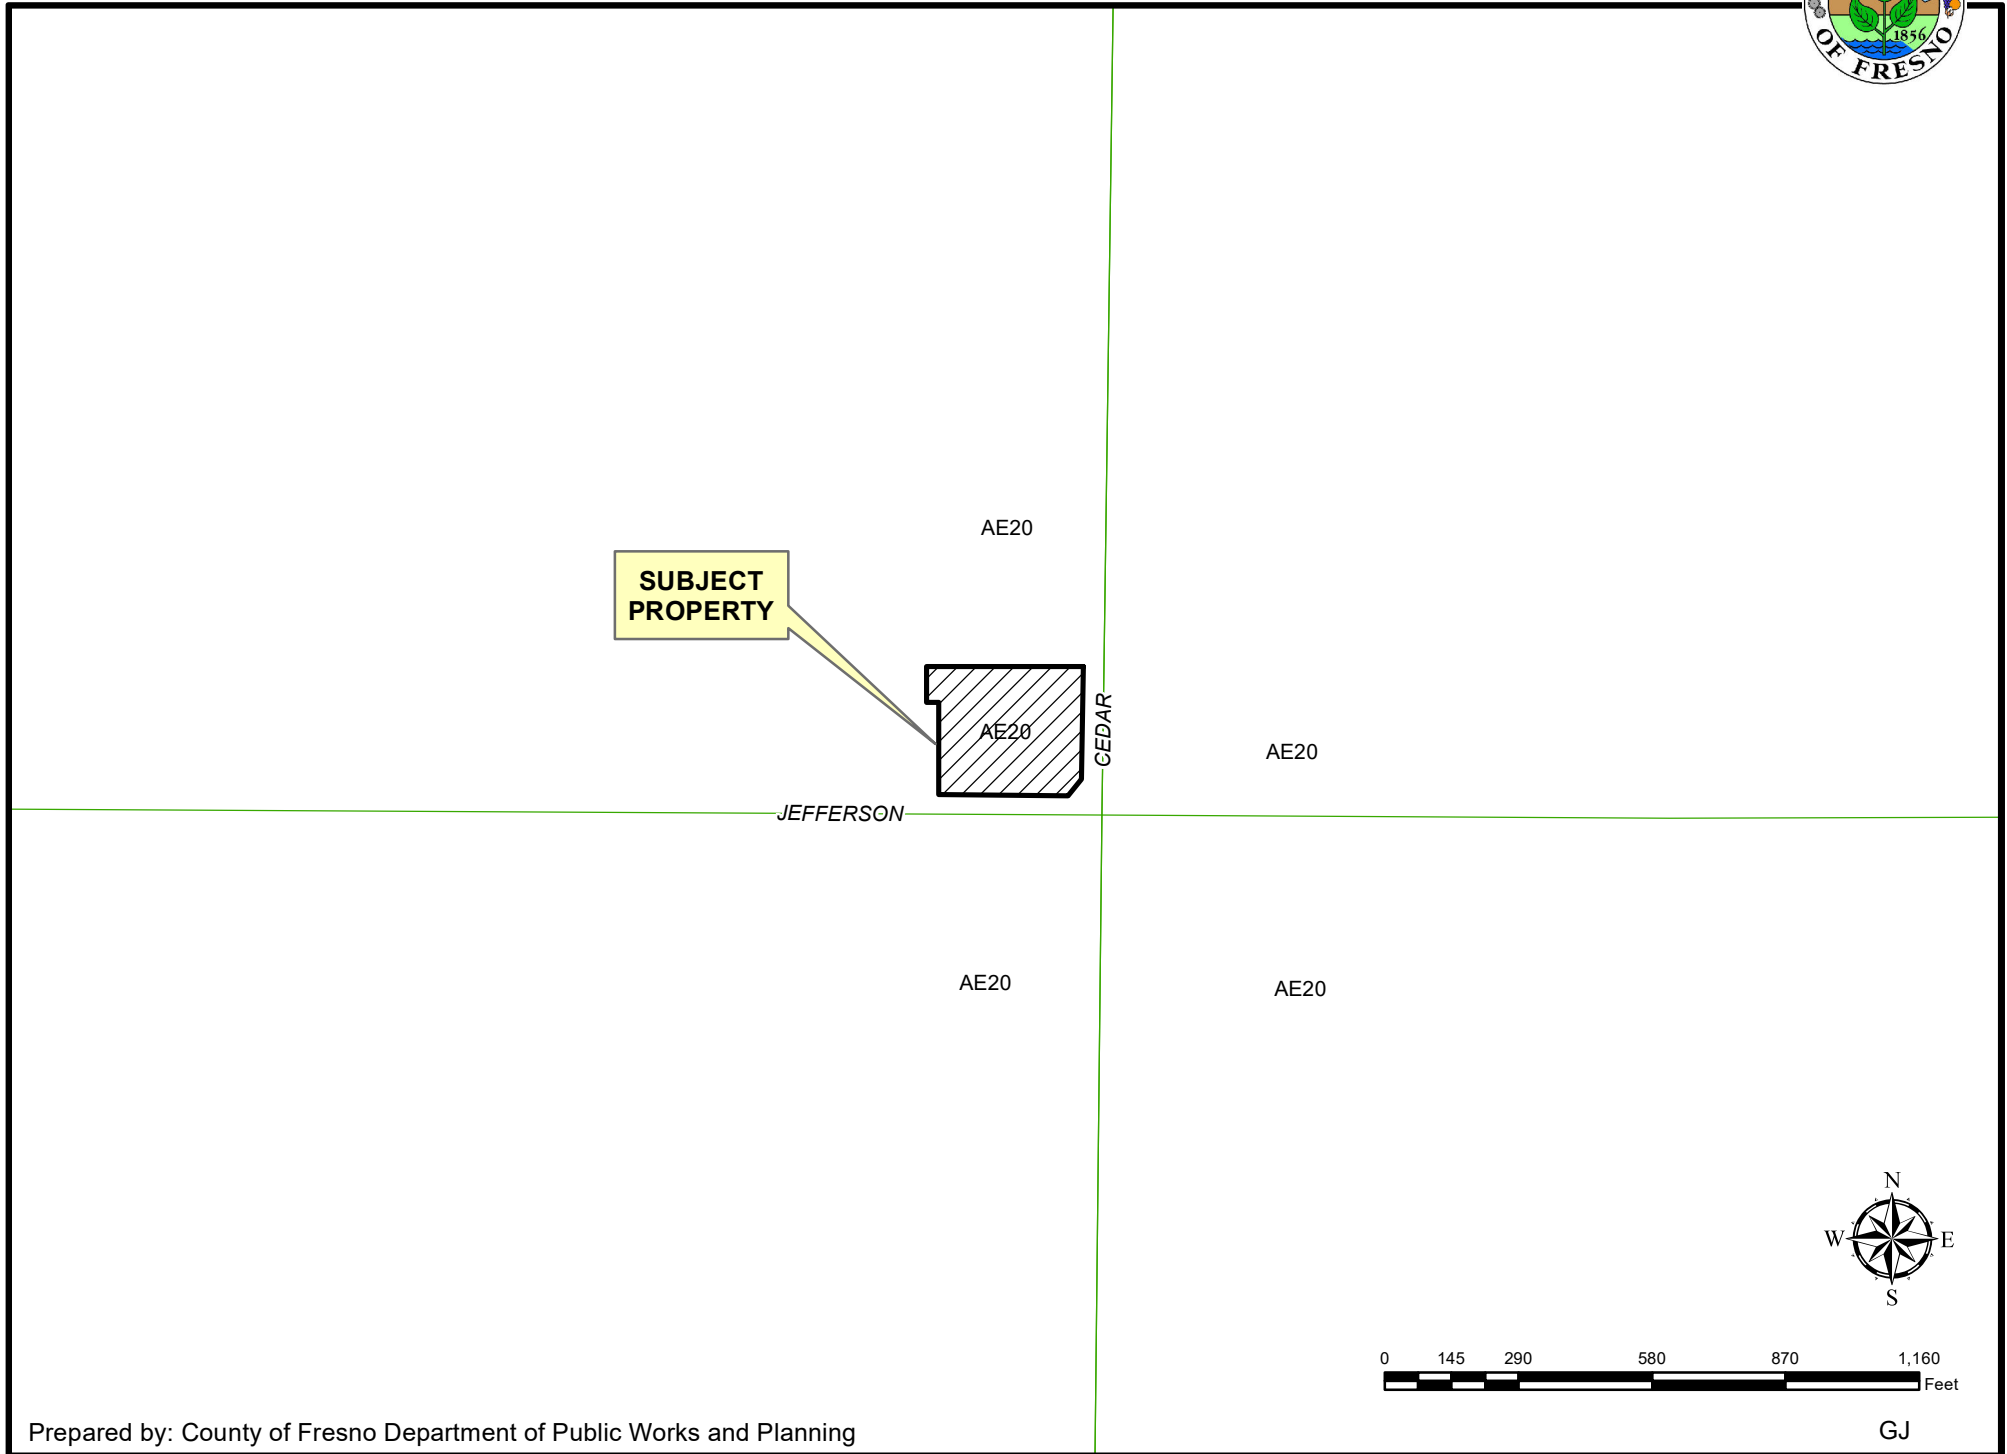 1856
OF FRESNO
AE20
SUBJECT
PROPERTY
AE20
CEDAR
AE20
JEFFERSON
AE20
AE20
N
W
E
S
0 145 290 580 870 1,160
Feet
Prepared by: County of Fresno Department of Public Works and Planning
GJ